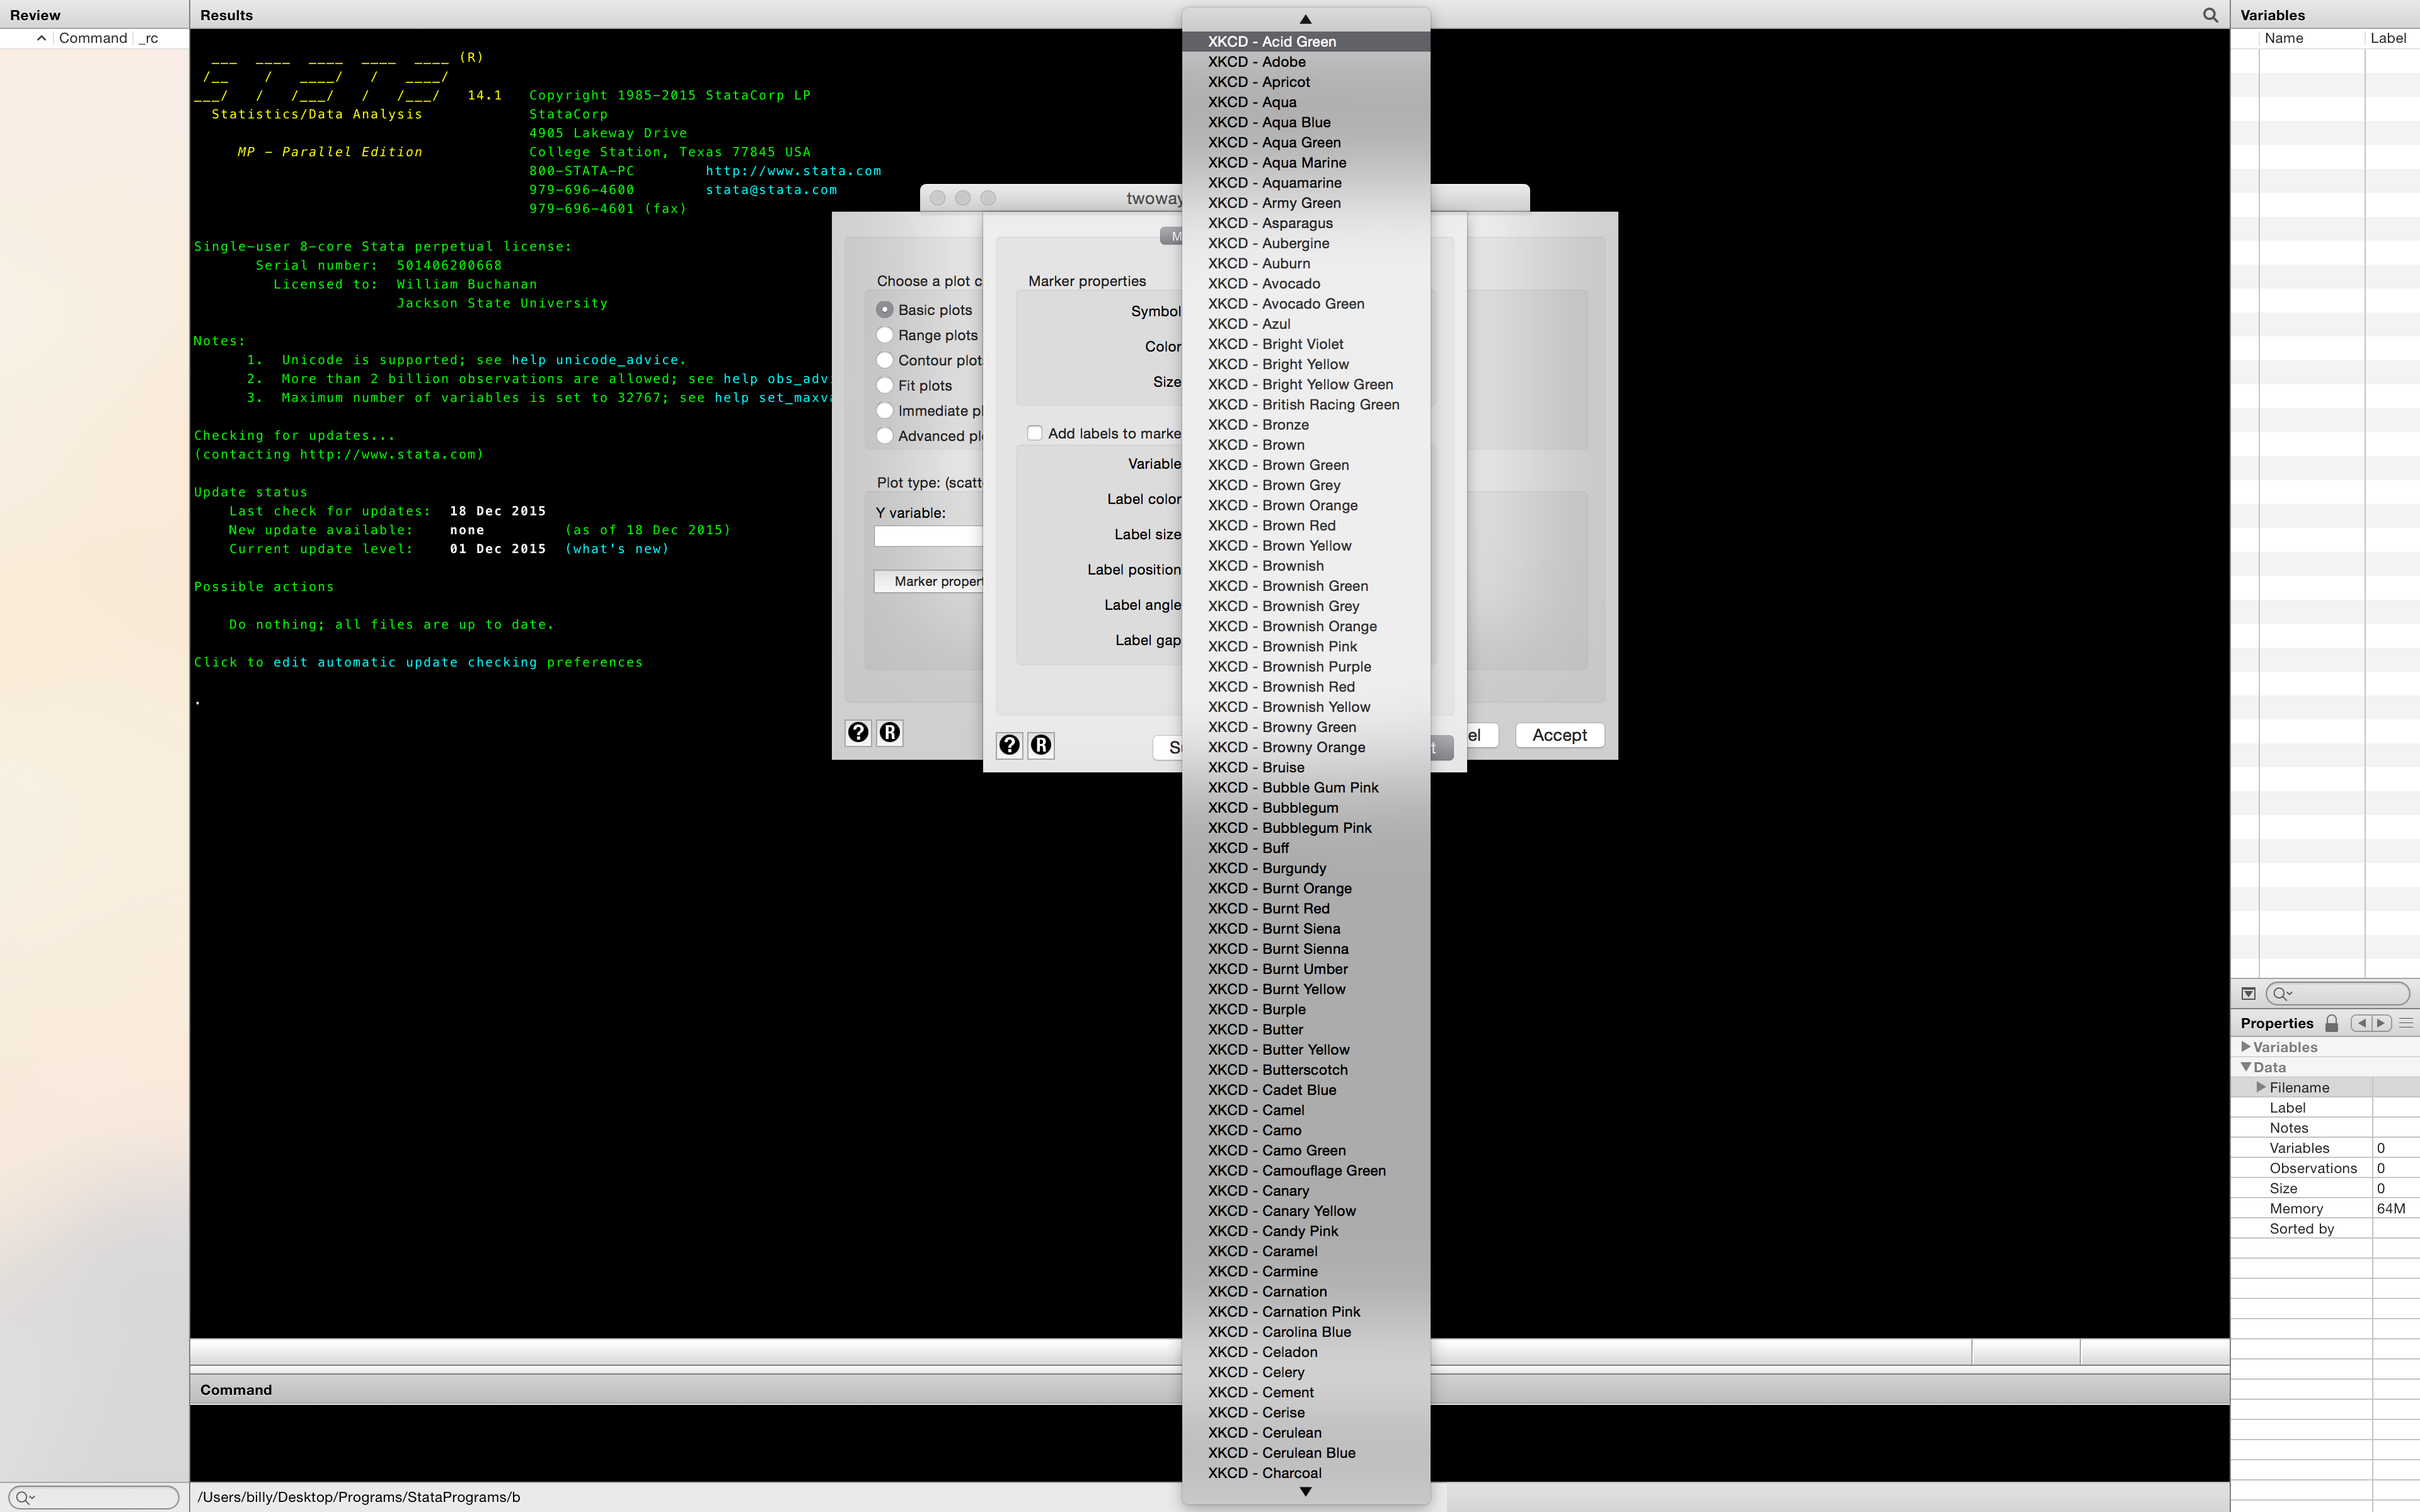 Review
Command _rc
Results
(R)
14.1 Copyright 1985-2015 StataCorp LP
Statistics/Data Analysis StataCorp
4905 Lakeway Drive
MP - Parallel Edition College Station, Texas 77845 USA
800-STATA-PC http://www.stata.com
979-696-4600 stata@stata.com
979-696-4601 (fax)
Single-user 8-core Stata perpetual license:
Serial number: 501406200668
Licensed to: William Buchanan
Jackson State University
Notes:
1. Unicode is supported; see help unicode_advice.
2. More than 2 billion observations are allowed; see help obs_adv
3. Maximum number of variables is set to 32767; see help set_maxv
Checking for updates...
(contacting http://www.stata.com)
Update status
Last check for updates: 18 Dec 2015
New update available: none (as of 18 Dec 2015)
Current update level: 01 Dec 2015 (what's new)
Possible actions
Do nothing; all files are up to date.
Click to edit automatic update checking preferences
.
twoway
Choose a plot c
Basic plots
Range plots
Contour plot
Fit plots
Immediate pl
Advanced pl
Plot type: (scatt
Y variable:
Marker propert
? R
el
Accept
M
Marker properties
Symbol
Color
Size
Add labels to marke
Variable
Label color
Label size
Label position
Label angle
Label gap
? R
S
t
XKCD - Acid Green
XKCD - Adobe
XKCD - Apricot
XKCD - Aqua
XKCD - Aqua Blue
XKCD - Aqua Green
XKCD - Aqua Marine
XKCD - Aquamarine
XKCD - Army Green
XKCD - Asparagus
XKCD - Aubergine
XKCD - Auburn
XKCD - Avocado
XKCD - Avocado Green
XKCD - Azul
XKCD - Bright Violet
XKCD - Bright Yellow
XKCD - Bright Yellow Green
XKCD - British Racing Green
XKCD - Bronze
XKCD - Brown
XKCD - Brown Green
XKCD - Brown Grey
XKCD - Brown Orange
XKCD - Brown Red
XKCD - Brown Yellow
XKCD - Brownish
XKCD - Brownish Green
XKCD - Brownish Grey
XKCD - Brownish Orange
XKCD - Brownish Pink
XKCD - Brownish Purple
XKCD - Brownish Red
XKCD - Brownish Yellow
XKCD - Browny Green
XKCD - Browny Orange
XKCD - Bruise
XKCD - Bubble Gum Pink
XKCD - Bubblegum
XKCD - Bubblegum Pink
XKCD - Buff
XKCD - Burgundy
XKCD - Burnt Orange
XKCD - Burnt Red
XKCD - Burnt Siena
XKCD - Burnt Sienna
XKCD - Burnt Umber
XKCD - Burnt Yellow
XKCD - Burple
XKCD - Butter
XKCD - Butter Yellow
XKCD - Butterscotch
XKCD - Cadet Blue
XKCD - Camel
XKCD - Camo
XKCD - Camo Green
XKCD - Camouflage Green
XKCD - Canary
XKCD - Canary Yellow
XKCD - Candy Pink
XKCD - Caramel
XKCD - Carmine
XKCD - Carnation
XKCD - Carnation Pink
XKCD - Carolina Blue
XKCD - Celadon
XKCD - Celery
XKCD - Cement
XKCD - Cerise
XKCD - Cerulean
XKCD - Cerulean Blue
XKCD - Charcoal
Command
/Users/billy/Desktop/Programs/StataPrograms/b
Variables
Name Label
Properties
Variables
Data
Filename
Label
Notes
Variables 0
Observations 0
Size 0
Memory 64M
Sorted by